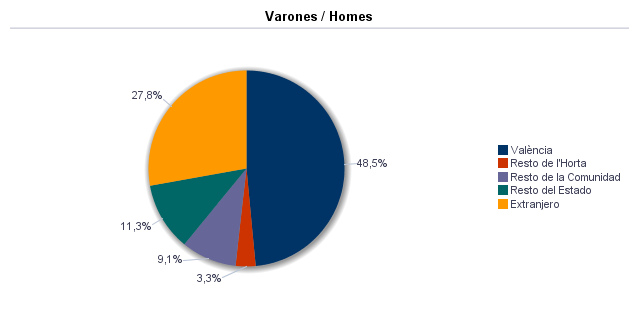 Varones / Homes
27,8%
48,5%
11,3%
9,1%
3,3%
València
Resto de l'Horta
Resto de la Comunidad
Resto del Estado
Extranjero